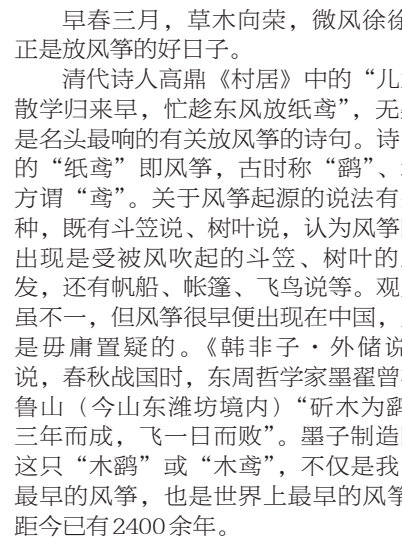 早春三月，草木向荣，微风徐徐
正是放风筝的好日子。
清代诗人高鼎《村居》中的“儿
散学归来早，忙趁东风放纸鸢”，无
是名头最响的有关放风筝的诗句。诗
的“纸鸢”即风筝，古时称“鹞”、
方谓“鸢”。关于风筝起源的说法有
种，既有斗笠说、树叶说，认为风筝
出现是受被风吹起的斗笠、树叶的
发，还有帆船、帐篷、飞鸟说等。观
虽不一，但风筝很早便出现在中国，
是毋庸置疑的。《韩非子·外储说
说，春秋战国时，东周哲学家墨翟曾
鲁山（今山东潍坊境内）“斫木为鹞
三年而成，飞一日而败”。墨子制造
这只“木鹞”或“木鸢”，不仅是我
最早的风筝，也是世界上最早的风筝
距今已有2400余年。